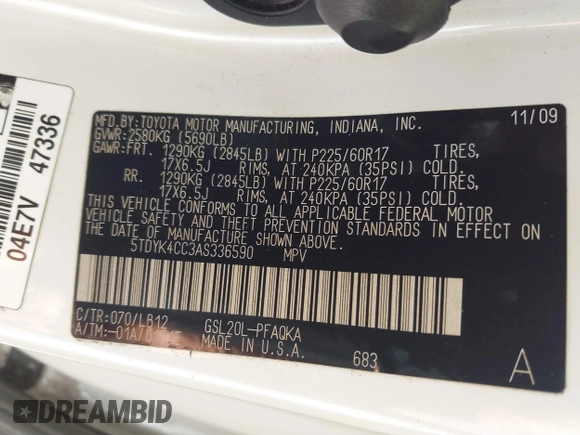 MFD.BY:TOYOTA MOTOR MANUFACTURING, INDIANA, INC. 11/09
GVWR:2580KG (5690LB)
GAWR:FRT. 1290KG (2845LB) WITH P225/60R17 TIRES,
17X6.5J RIMS, AT 240KPA (35PSI) COLD.
RR. 1290KG (2845LB) WITH P225/60R17 TIRES,
17X6.5J RIMS, AT 240KPA (35PSI) COLD.
THIS VEHICLE CONFORMS TO ALL APPLICABLE FEDERAL MOTOR
VEHICLE SAFETY AND THEFT PREVENTION STANDARDS IN EFFECT ON
THE DATE OF MANUFACTURE SHOWN ABOVE.
5TDYK4CC3AS336590 MPV
C/TR:070/LB12 GSL20L-PFAQKA
A/TM:-01A/ MADE IN U.S.A. 683 A
04E7V 47336
DREAMBID